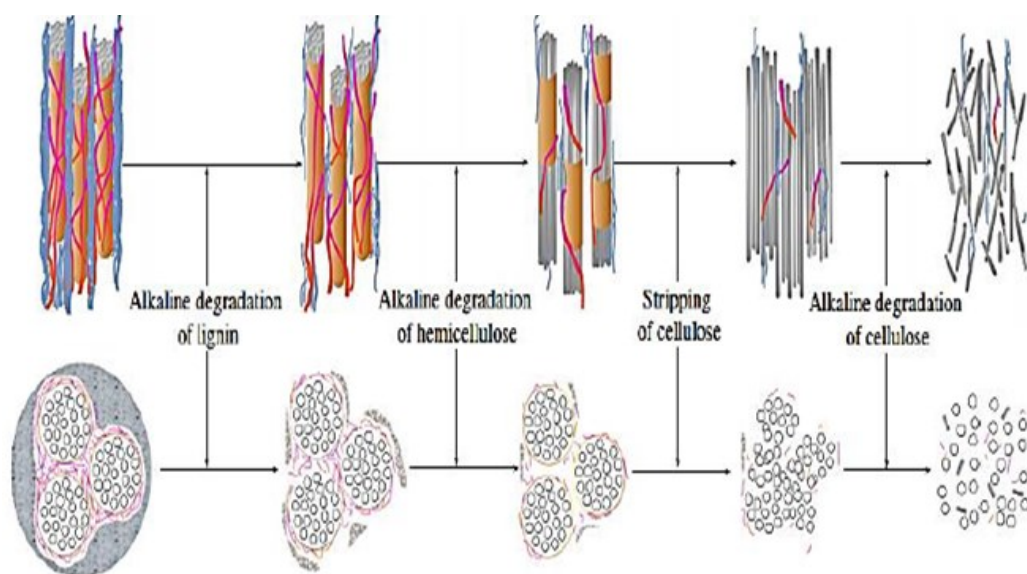 Alkaline degradation
of lignin
Alkaline degradation
of hemicellulose
Stripping
of cellulose
Alkaline degradation
of cellulose